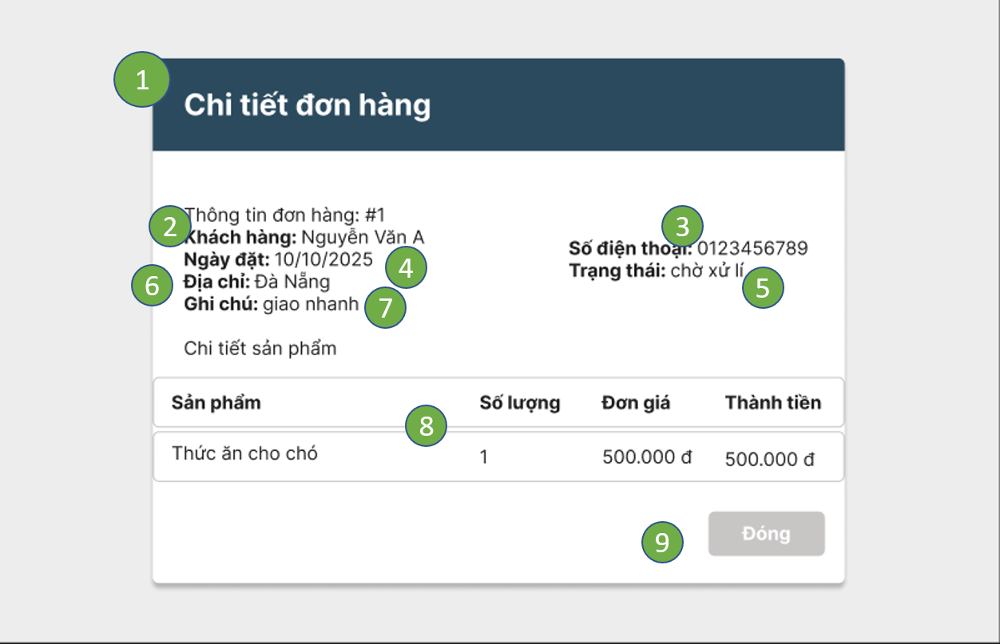 1
Chi tiết đơn hàng
Thông tin đơn hàng: #1
2
Khách hàng: Nguyễn Văn A
Ngày đặt: 10/10/2025
4
6
Địa chỉ: Đà Nẵng
Ghi chú: giao nhanh
7
3
Số điện thoại: 0123456789
Trạng thái: chờ xử lí
5
Chi tiết sản phẩm
Sản phẩm Số lượng Đơn giá Thành tiền
8
Thức ăn cho chó 1 500.000 đ 500.000 đ
9
Đóng